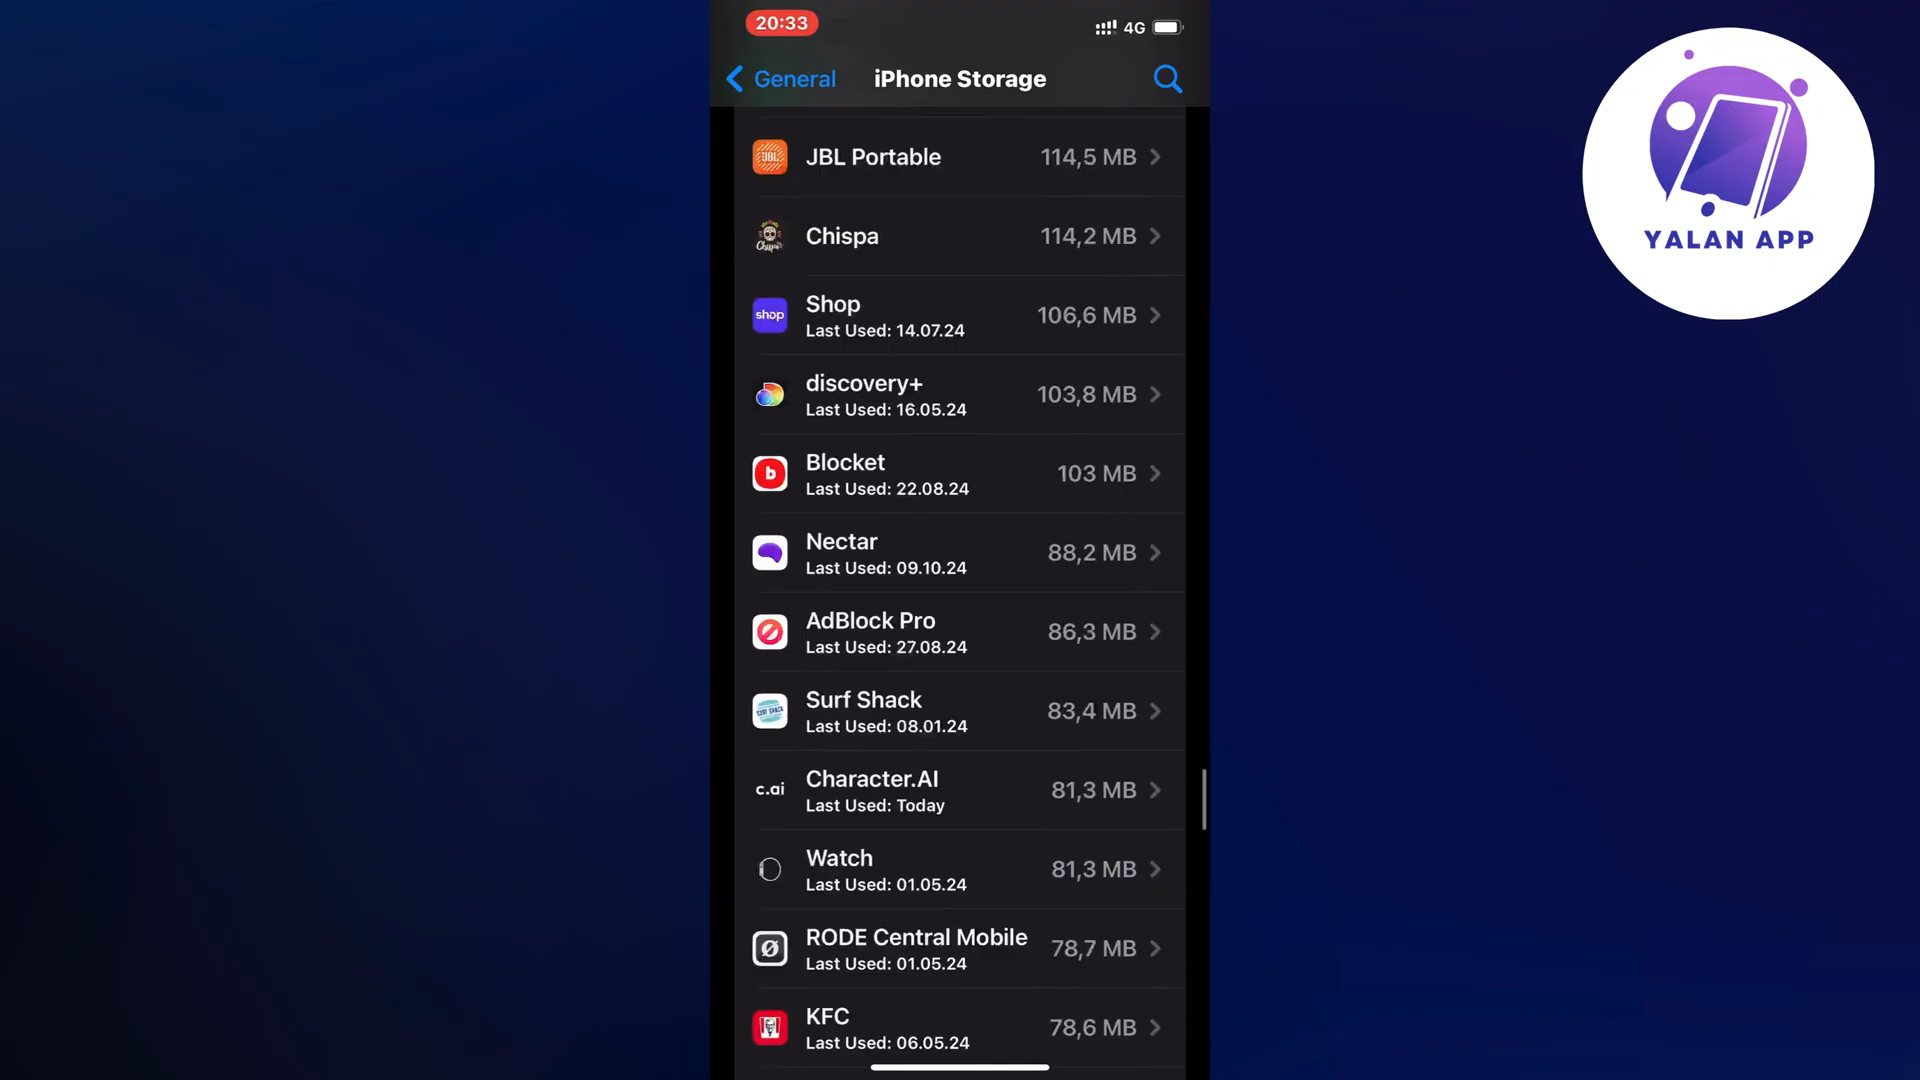 20:33
4G
General
iPhone Storage
YALAN APP
JBL
JBL Portable
114,5 MB
Chispa
Chispa
114,2 MB
shop
Shop
Last Used: 14.07.24
106,6 MB
discovery+
Last Used: 16.05.24
103,8 MB
b
Blocket
Last Used: 22.08.24
103 MB
Nectar
Last Used: 09.10.24
88,2 MB
AdBlock Pro
Last Used: 27.08.24
86,3 MB
SURF SHACK
Surf Shack
Last Used: 08.01.24
83,4 MB
c.ai
Character.AI
Last Used: Today
81,3 MB
Watch
Last Used: 01.05.24
81,3 MB
RODE Central Mobile
Last Used: 01.05.24
78,7 MB
KFC
Last Used: 06.05.24
78,6 MB